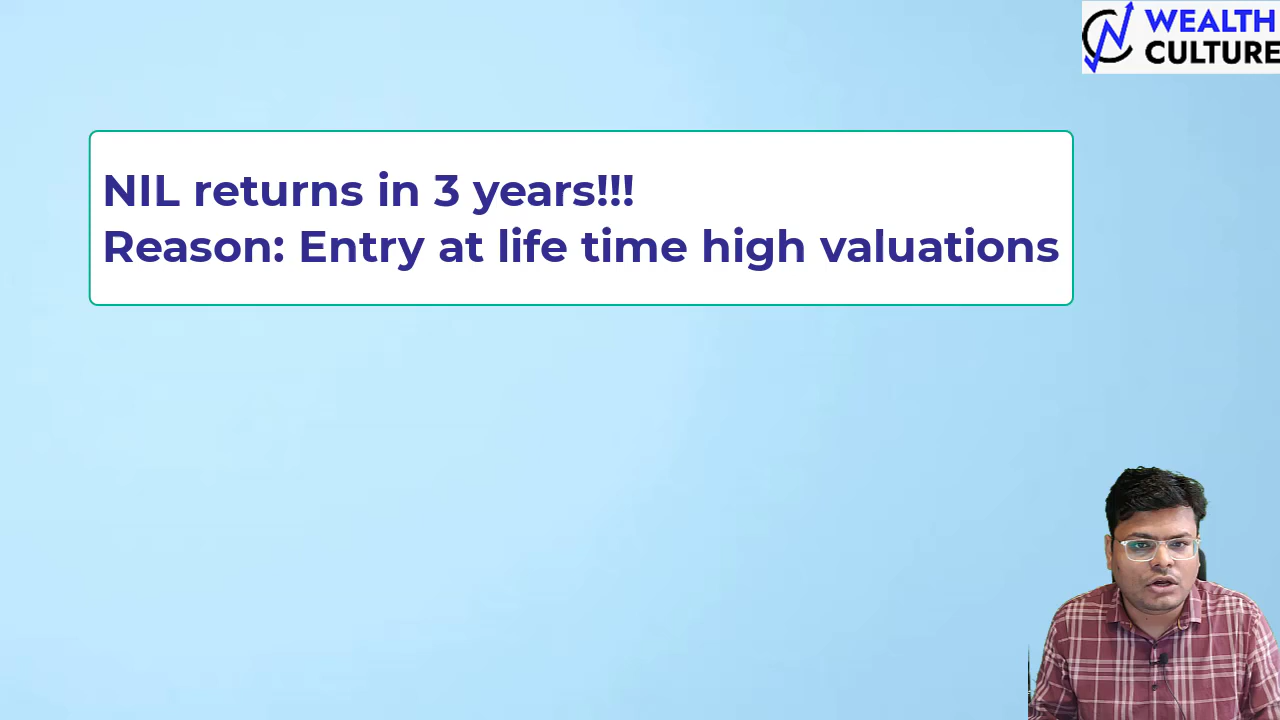 WEALTH
CULTURE
NIL returns in 3 years!!!
Reason: Entry at life time high valuations